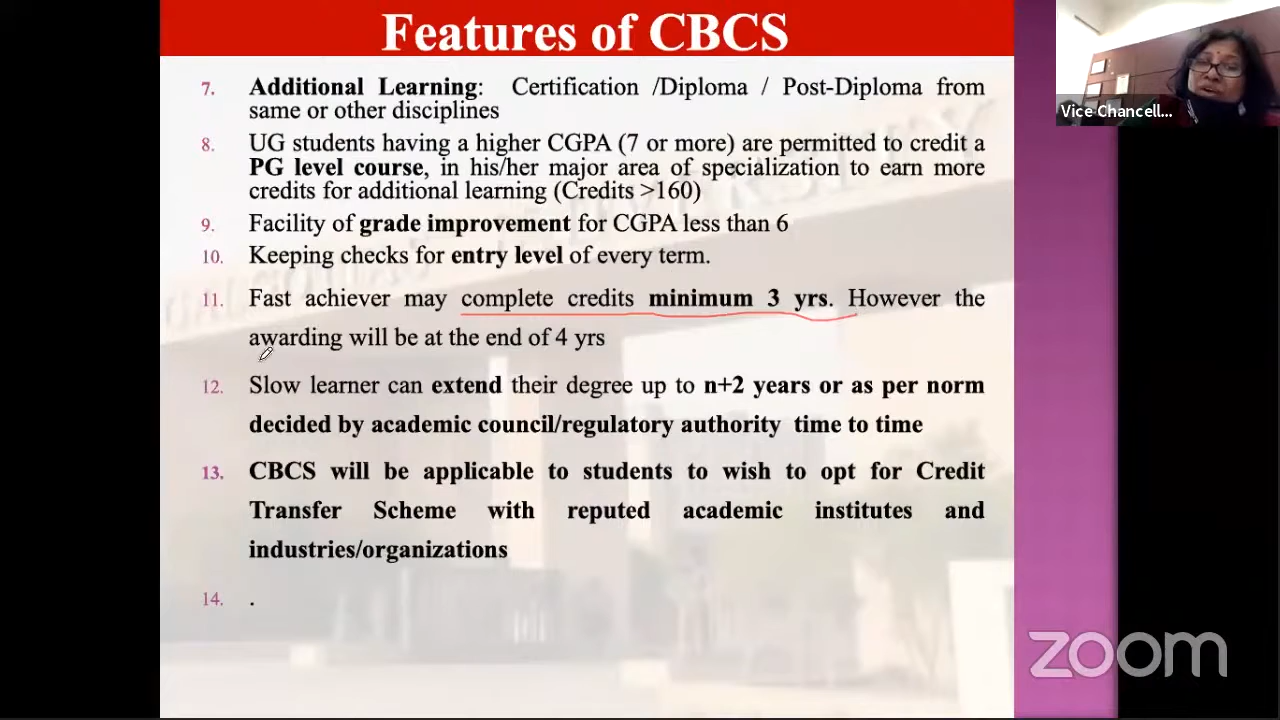 Features of CBCS
7. Additional Learning: Certification /Diploma / Post-Diploma from
same or other disciplines
8. UG students having a higher CGPA (7 or more) are permitted to credit a
PG level course, in his/her major area of specialization to earn more
credits for additional learning (Credits >160)
9. Facility of grade improvement for CGPA less than 6
10. Keeping checks for entry level of every term.
11. Fast achiever may complete credits minimum 3 yrs. However the
awarding will be at the end of 4 yrs
12. Slow learner can extend their degree up to n+2 years or as per norm
decided by academic council/regulatory authority time to time
13. CBCS will be applicable to students to wish to opt for Credit
Transfer Scheme with reputed academic institutes and
industries/organizations
14. .
Vice Chancell...
zoom